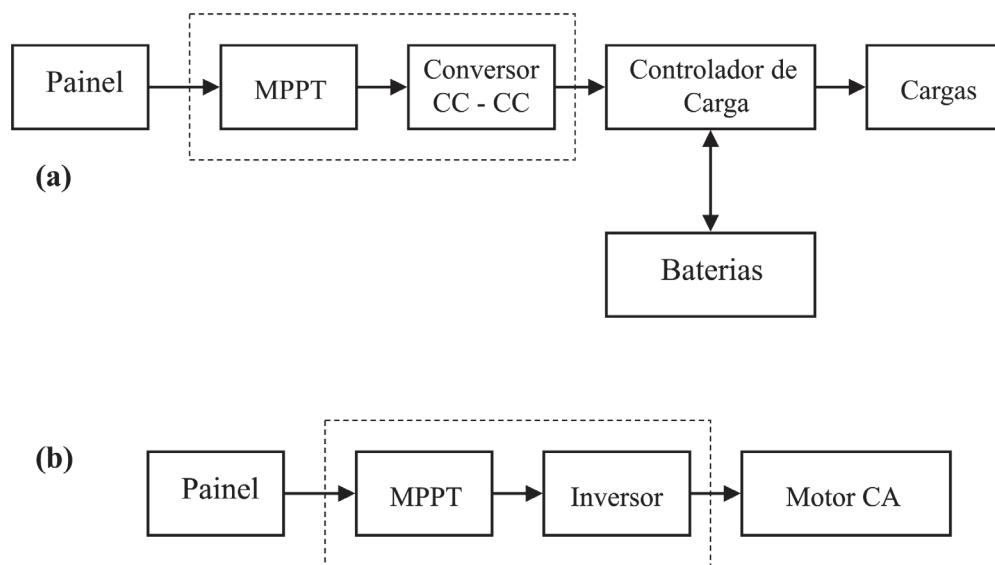 Painel
MPPT
Conversor
CC - CC
Controlador de
Carga
Cargas
(a)
Baterias
(b)
Painel
MPPT
Inversor
Motor CA